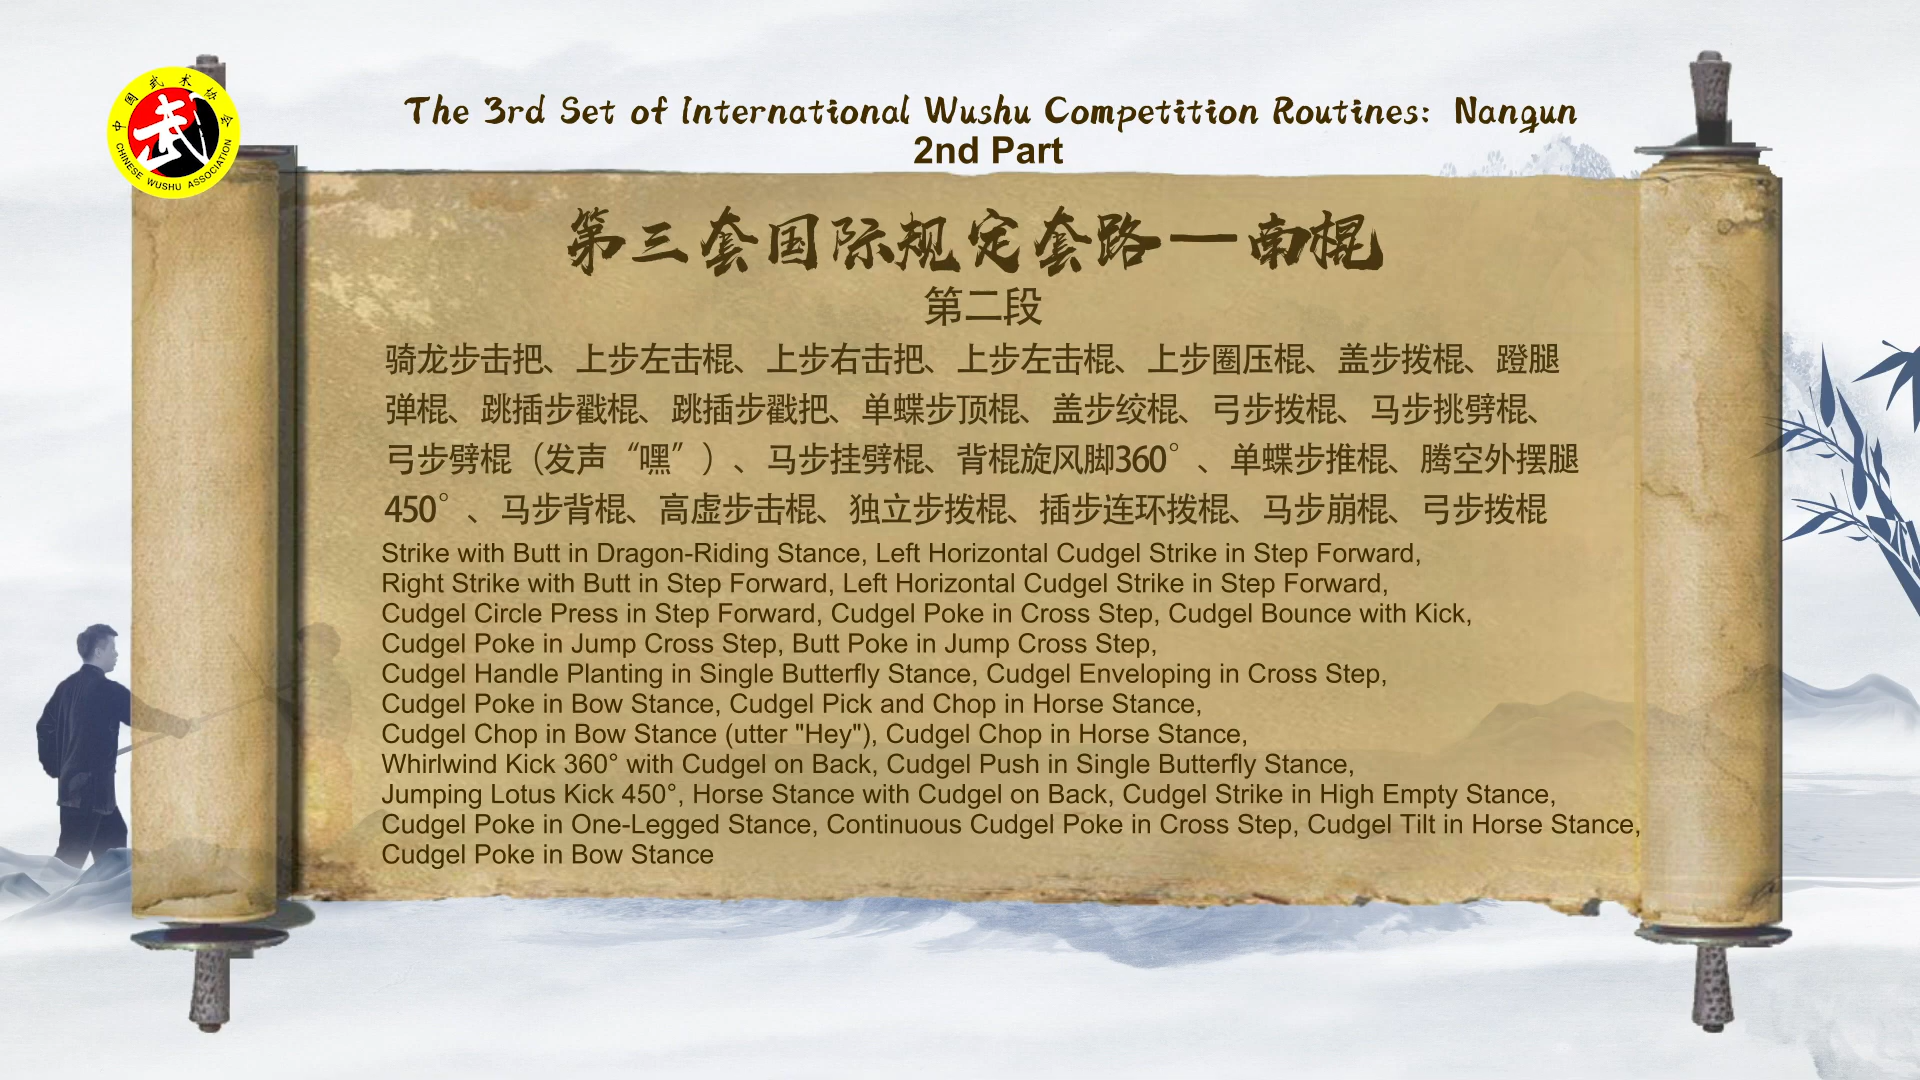 中国武术协会
武
CHINESE WUSHU ASSOCIATION
The 3rd Set of International Wushu Competition Routines: Nangun
2nd Part
第三套国际规定套路—南棍
第二段
骑龙步击把、上步左击棍、上步右击把、上步左击棍、上步圈压棍、盖步拨棍、蹬腿
弹棍、跳插步戳棍、跳插步戳把、单蝶步顶棍、盖步绞棍、弓步拨棍、马步挑劈棍、
弓步劈棍（发声“嘿”）、马步挂劈棍、背棍旋风脚360°、单蝶步推棍、腾空外摆腿
450°、马步背棍、高虚步击棍、独立步拨棍、插步连环拨棍、马步崩棍、弓步拨棍
Strike with Butt in Dragon-Riding Stance, Left Horizontal Cudgel Strike in Step Forward,
Right Strike with Butt in Step Forward, Left Horizontal Cudgel Strike in Step Forward,
Cudgel Circle Press in Step Forward, Cudgel Poke in Cross Step, Cudgel Bounce with Kick,
Cudgel Poke in Jump Cross Step, Butt Poke in Jump Cross Step,
Cudgel Handle Planting in Single Butterfly Stance, Cudgel Enveloping in Cross Step,
Cudgel Poke in Bow Stance, Cudgel Pick and Chop in Horse Stance,
Cudgel Chop in Bow Stance (utter "Hey"), Cudgel Chop in Horse Stance,
Whirlwind Kick 360° with Cudgel on Back, Cudgel Push in Single Butterfly Stance,
Jumping Lotus Kick 450°, Horse Stance with Cudgel on Back, Cudgel Strike in High Empty Stance,
Cudgel Poke in One-Legged Stance, Continuous Cudgel Poke in Cross Step, Cudgel Tilt in Horse Stance,
Cudgel Poke in Bow Stance